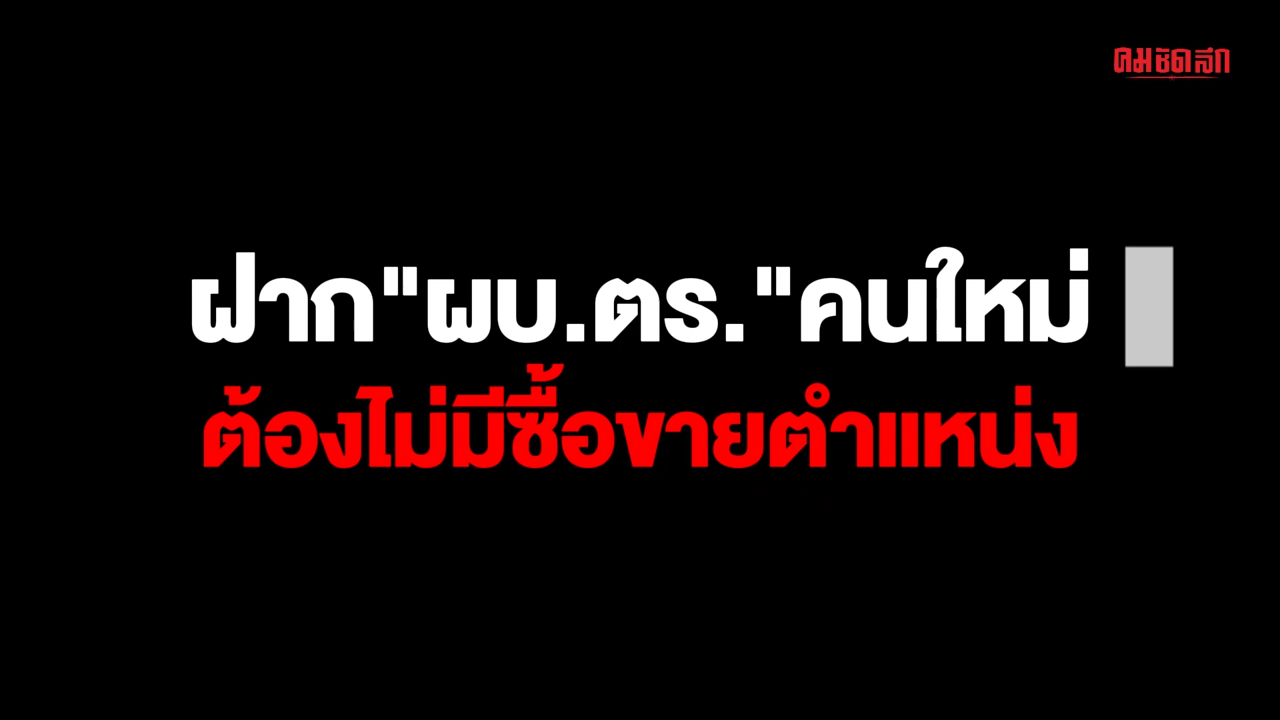 คมชัดลึก
ฝาก"ผบ.ตร."คนใหม่
ต้องไม่มีซื้อขายตำแหน่ง